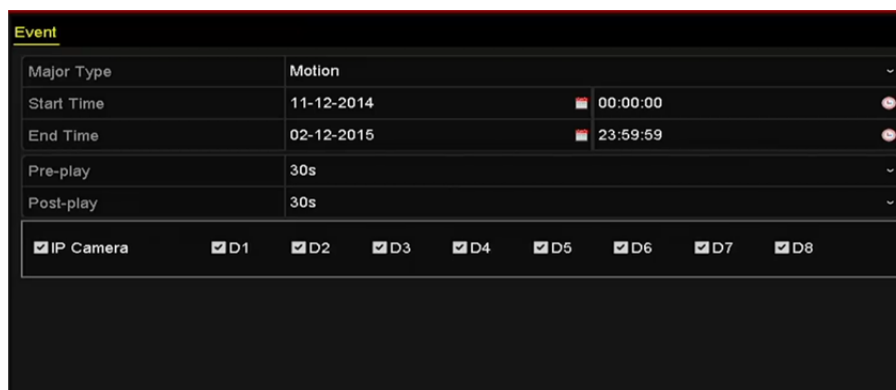 Event
Major Type Motion
Start Time 11-12-2014 00:00:00
End Time 02-12-2015 23:59:59
Pre-play 30s
Post-play 30s
IP Camera D1 D2 D3 D4 D5 D6 D7 D8